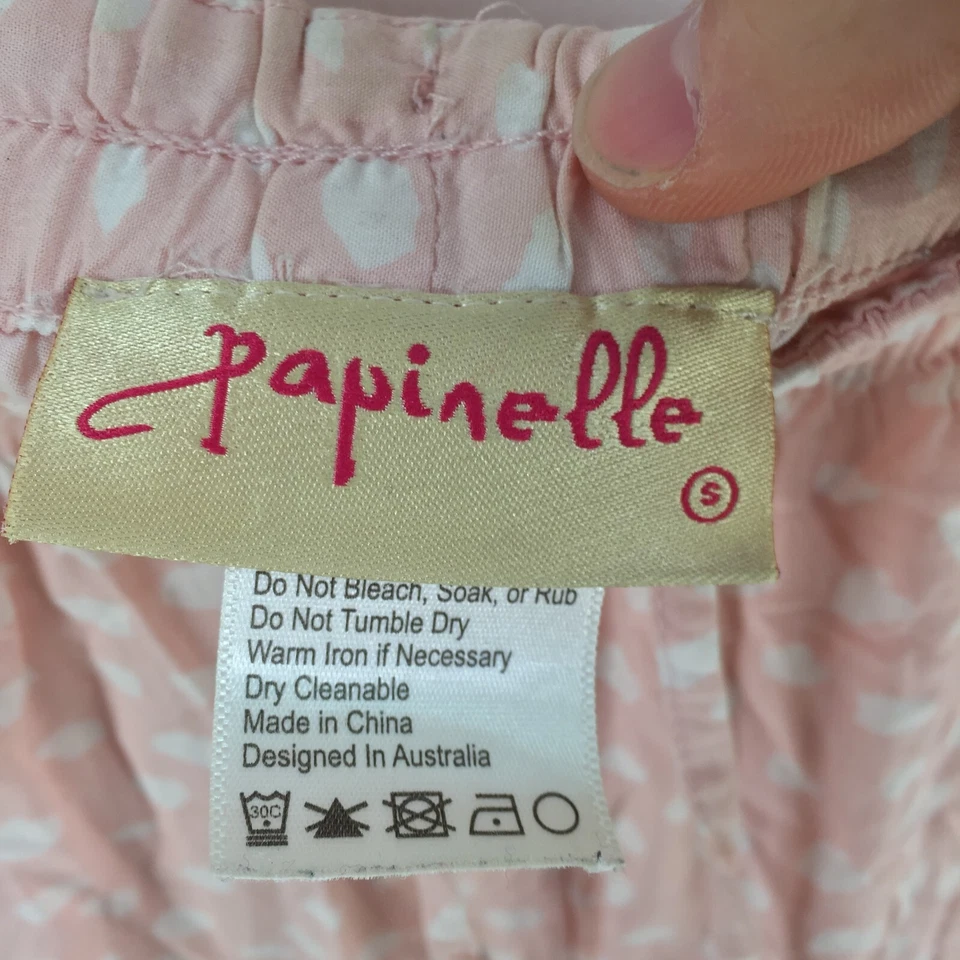 papinelle
S
Do Not Bleach, Soak, or Rub
Do Not Tumble Dry
Warm Iron if Necessary
Dry Cleanable
Made in China
Designed In Australia
30C